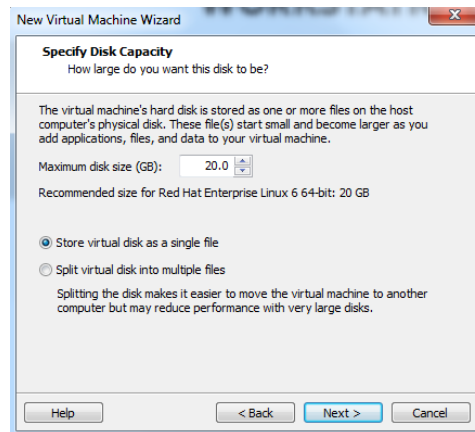 New Virtual Machine Wizard
Specify Disk Capacity
How large do you want this disk to be?
The virtual machine's hard disk is stored as one or more files on the host
computer's physical disk. These file(s) start small and become larger as you
add applications, files, and data to your virtual machine.
Maximum disk size (GB): 20.0
Recommended size for Red Hat Enterprise Linux 6 64-bit: 20 GB
Store virtual disk as a single file
Split virtual disk into multiple files
Splitting the disk makes it easier to move the virtual machine to another
computer but may reduce performance with very large disks.
Help < Back Next > Cancel